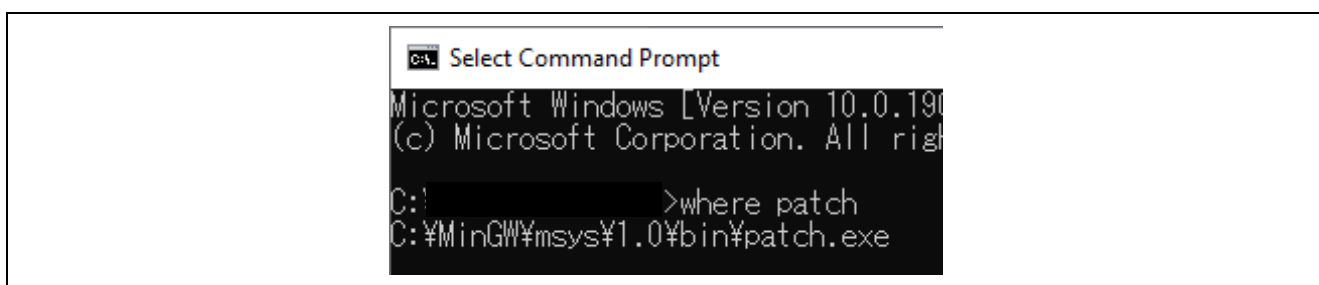 Select Command Prompt
Microsoft Windows [Version 10.0.190
(c) Microsoft Corporation. All rig
C:¥ >where patch
C:¥MinGW¥msys¥1.0¥bin¥patch.exe